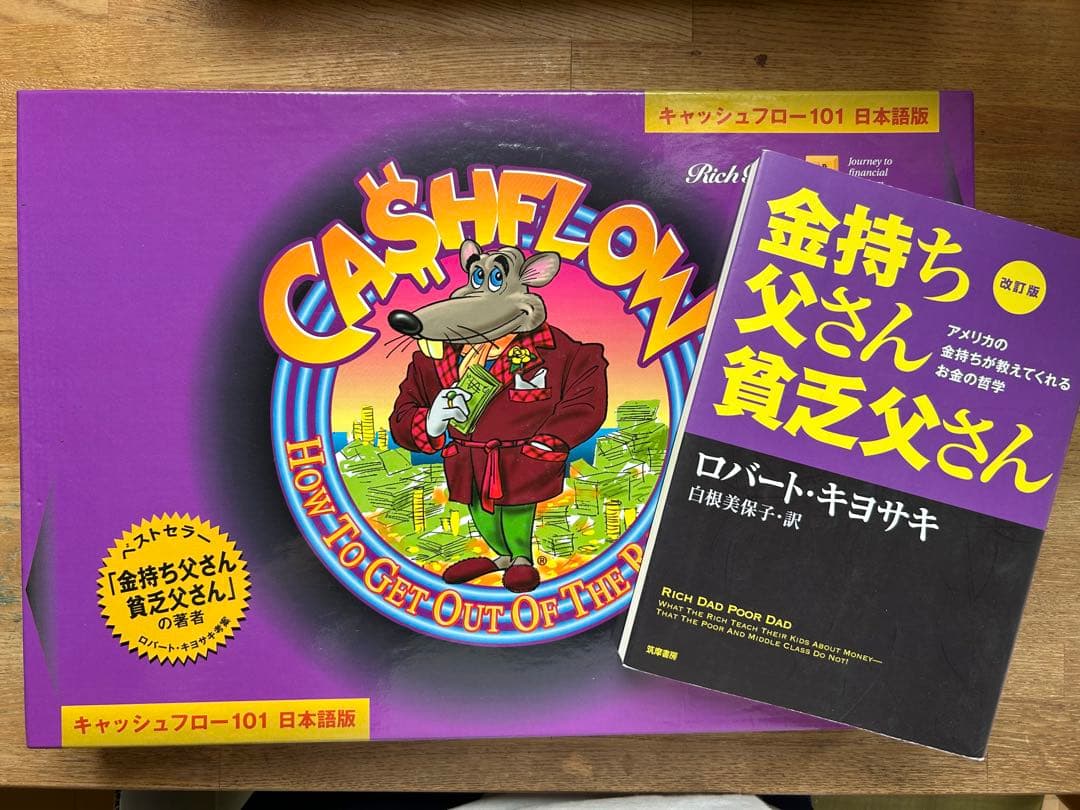 キャッシュフロー101 日本語版
Rich
Journey to
financial
CA$HFLOW
HOW TO GET OUT OF THE
ベストセラー
「金持ち父さん
貧乏父さん」
の著者
ロバート・キヨサキ考案
キャッシュフロー101 日本語版
金持ち
父さん
貧乏父さん
改訂版
アメリカの
金持ちが教えてくれる
お金の哲学
ロバート・キヨサキ
白根美保子・訳
RICH DAD POOR DAD
WHAT THE RICH TEACH THEIR KIDS ABOUT MONEY—
THAT THE POOR AND MIDDLE CLASS DO NOT!
筑摩書房